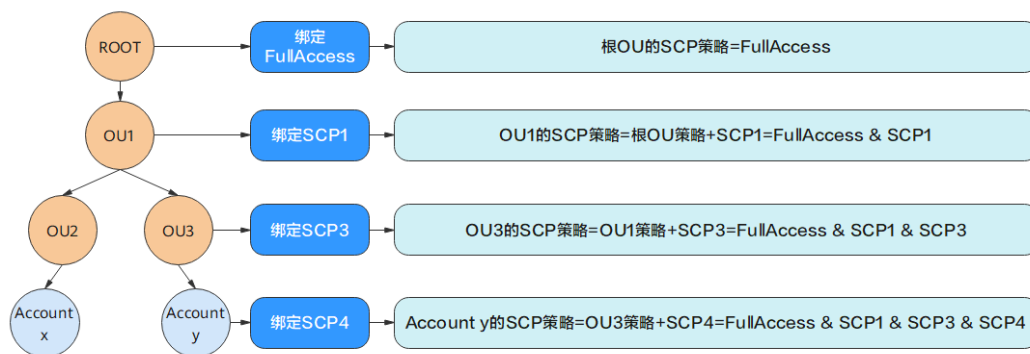 ROOT
绑定
FullAccess
根OU的SCP策略=FullAccess
OU1
绑定SCP1
OU1的SCP策略=根OU策略+SCP1=FullAccess & SCP1
OU2
OU3
绑定SCP3
OU3的SCP策略=OU1策略+SCP3=FullAccess & SCP1 & SCP3
Account
x
Account
y
绑定SCP4
Account y的SCP策略=OU3策略+SCP4=FullAccess & SCP1 & SCP3 & SCP4